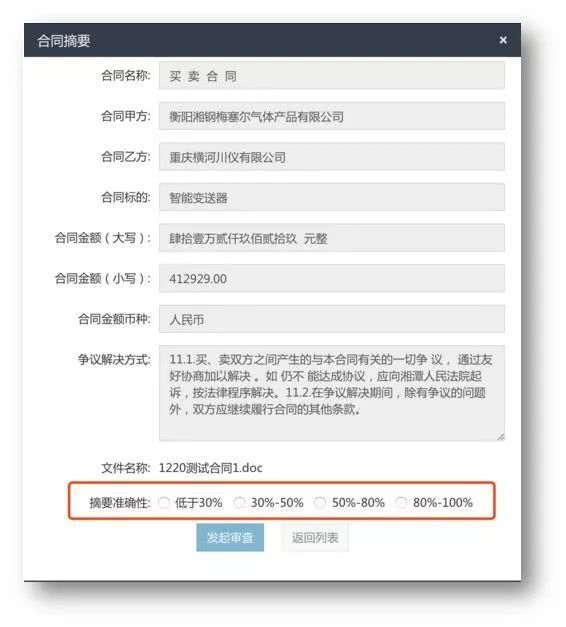 合同摘要 ×
合同名称: 买 卖 合 同
合同甲方: 衡阳湘钢梅塞尔气体产品有限公司
合同乙方: 重庆横河川仪有限公司
合同标的: 智能变送器
合同金额（大写）: 肆拾壹万贰仟玖佰贰拾玖 元整
合同金额（小写）: 412929.00
合同金额币种: 人民币
争议解决方式: 11.1.买、卖双方之间产生的与本合同有关的一切争 议， 通过友
好协商加以解决 。如 仍不 能达成协议，应向湘潭人民法院起
诉，按法律程序解决。11.2.在争议解决期间，除有争议的问题
外，双方应继续履行合同的其他条款。
文件名称: 1220测试合同1.doc
摘要准确性: 低于30% 30%-50% 50%-80% 80%-100%
发起审查 返回列表